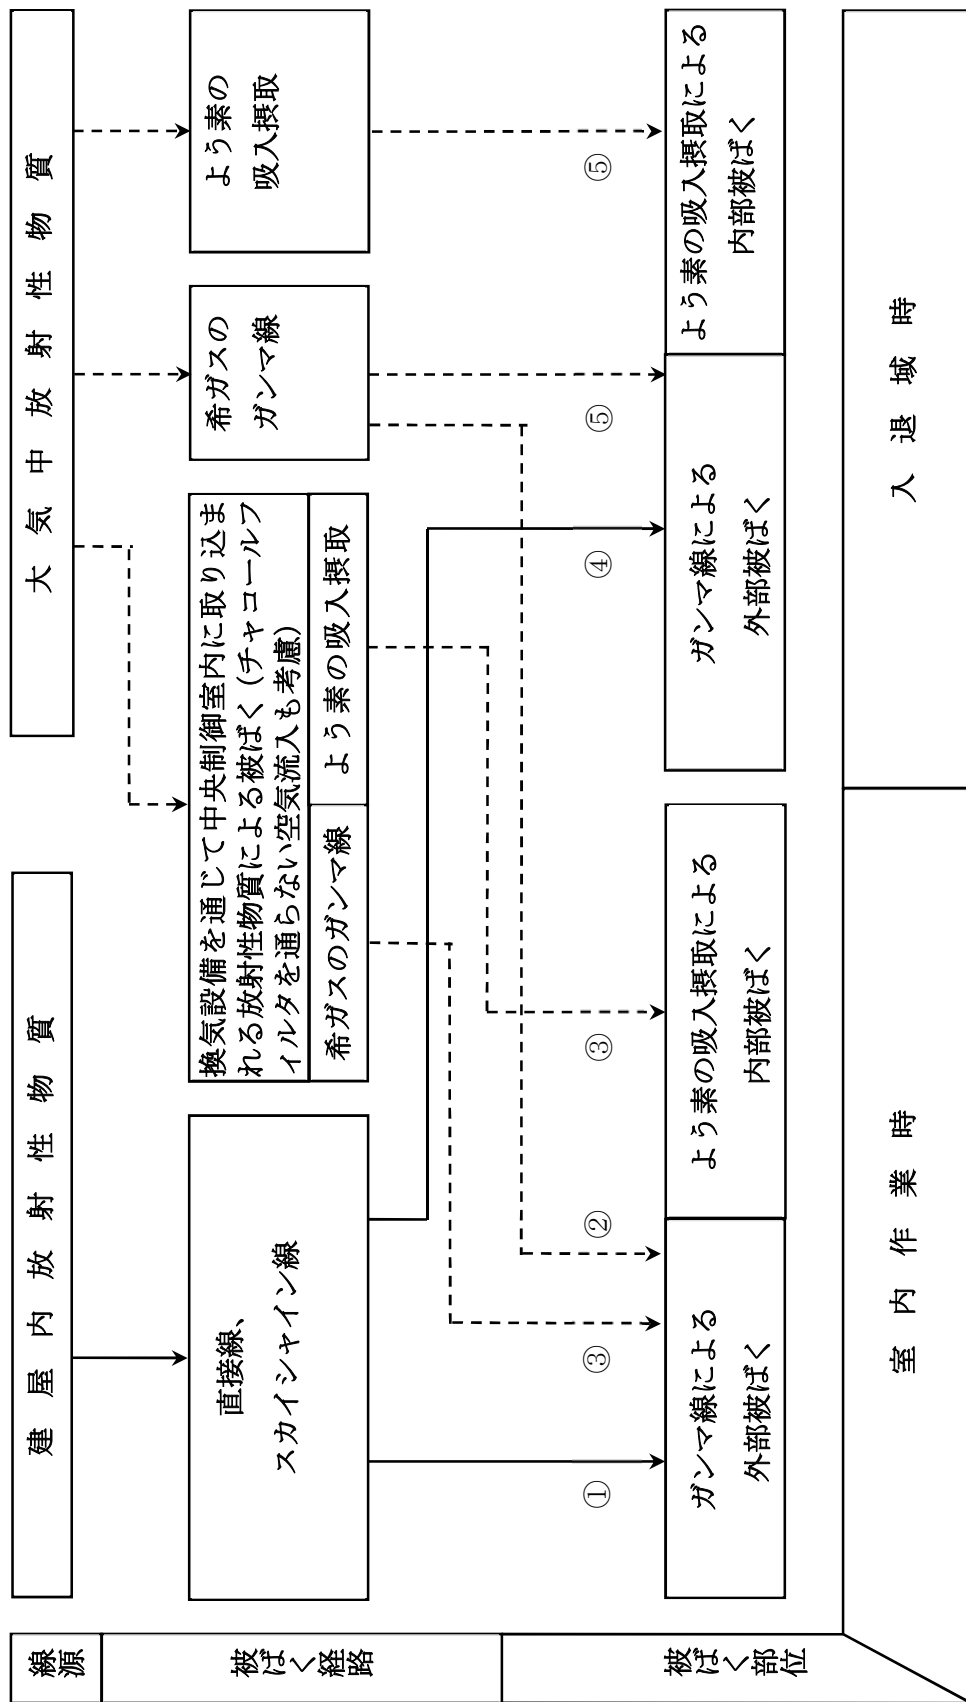 線源
建屋内放射性物質
大気中放射性物質
被ばく経路
直接線、
スカイシャイン線
換気設備を通じて中央制御室内に取り込ま
れる放射性物質による被ばく（チャコールフ
ィルタを通らない空気流入も考慮）
希ガスのガンマ線
よう素の吸入摂取
希ガスの
ガンマ線
よう素の
吸入摂取
①
③
②
③
④
⑤
⑤
被ばく部位
ガンマ線による
外部被ばく
よう素の吸入摂取による
内部被ばく
ガンマ線による
外部被ばく
よう素の吸入摂取による
内部被ばく
室内作業時
入退域時